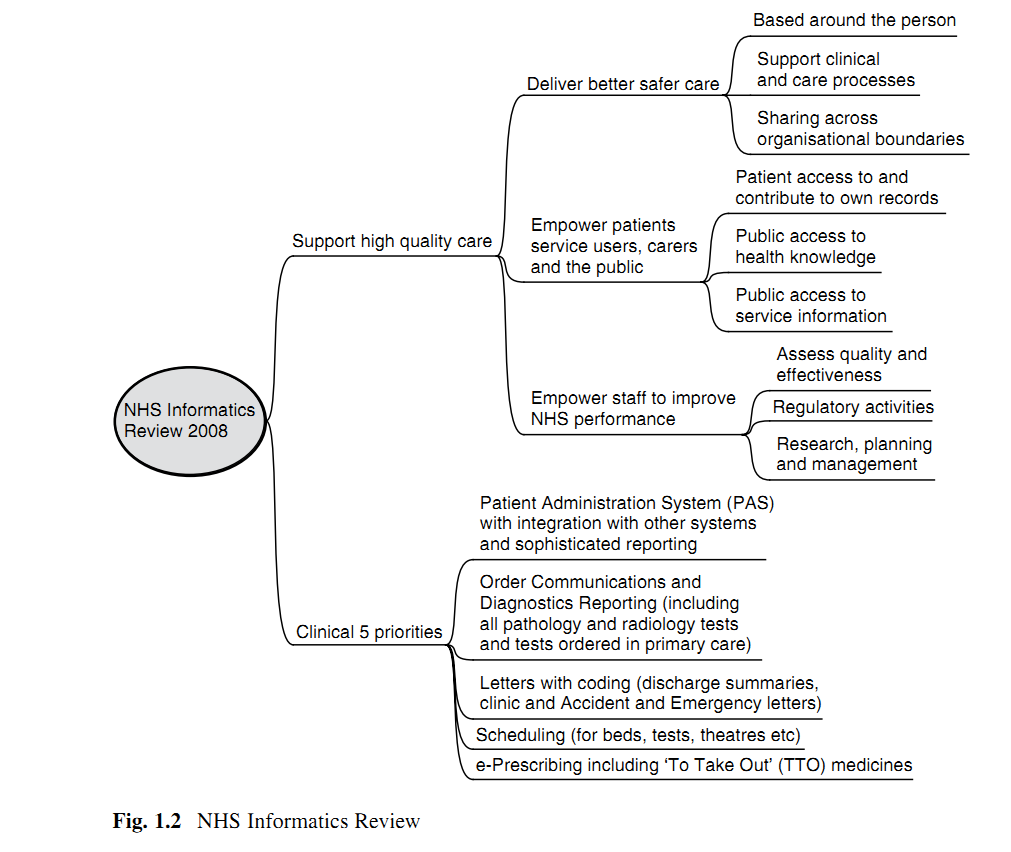 NHS Informatics
Review 2008
Support high quality care
Deliver better safer care
Based around the person
Support clinical
and care processes
Sharing across
organisational boundaries
Empower patients
service users, carers
and the public
Patient access to and
contribute to own records
Public access to
health knowledge
Public access to
service information
Empower staff to improve
NHS performance
Assess quality and
effectiveness
Regulatory activities
Research, planning
and management
Clinical 5 priorities
Patient Administration System (PAS)
with integration with other systems
and sophisticated reporting
Order Communications and
Diagnostics Reporting (including
all pathology and radiology tests
and tests ordered in primary care)
Letters with coding (discharge summaries,
clinic and Accident and Emergency letters)
Scheduling (for beds, tests, theatres etc)
e-Prescribing including ‘To Take Out’ (TTO) medicines
Fig. 1.2 NHS Informatics Review